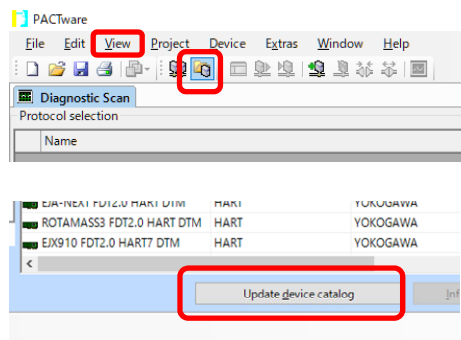 PACTware
File Edit View Project Device Extras Window Help
Diagnostic Scan
Protocol selection
Name
EJA-NEXT FDT2.0 HART DTM HART YOKOGAWA
ROTAMASS3 FDT2.0 HART DTM HART YOKOGAWA
EJX910 FDT2.0 HART7 DTM HART YOKOGAWA
<
Update device catalog Inf